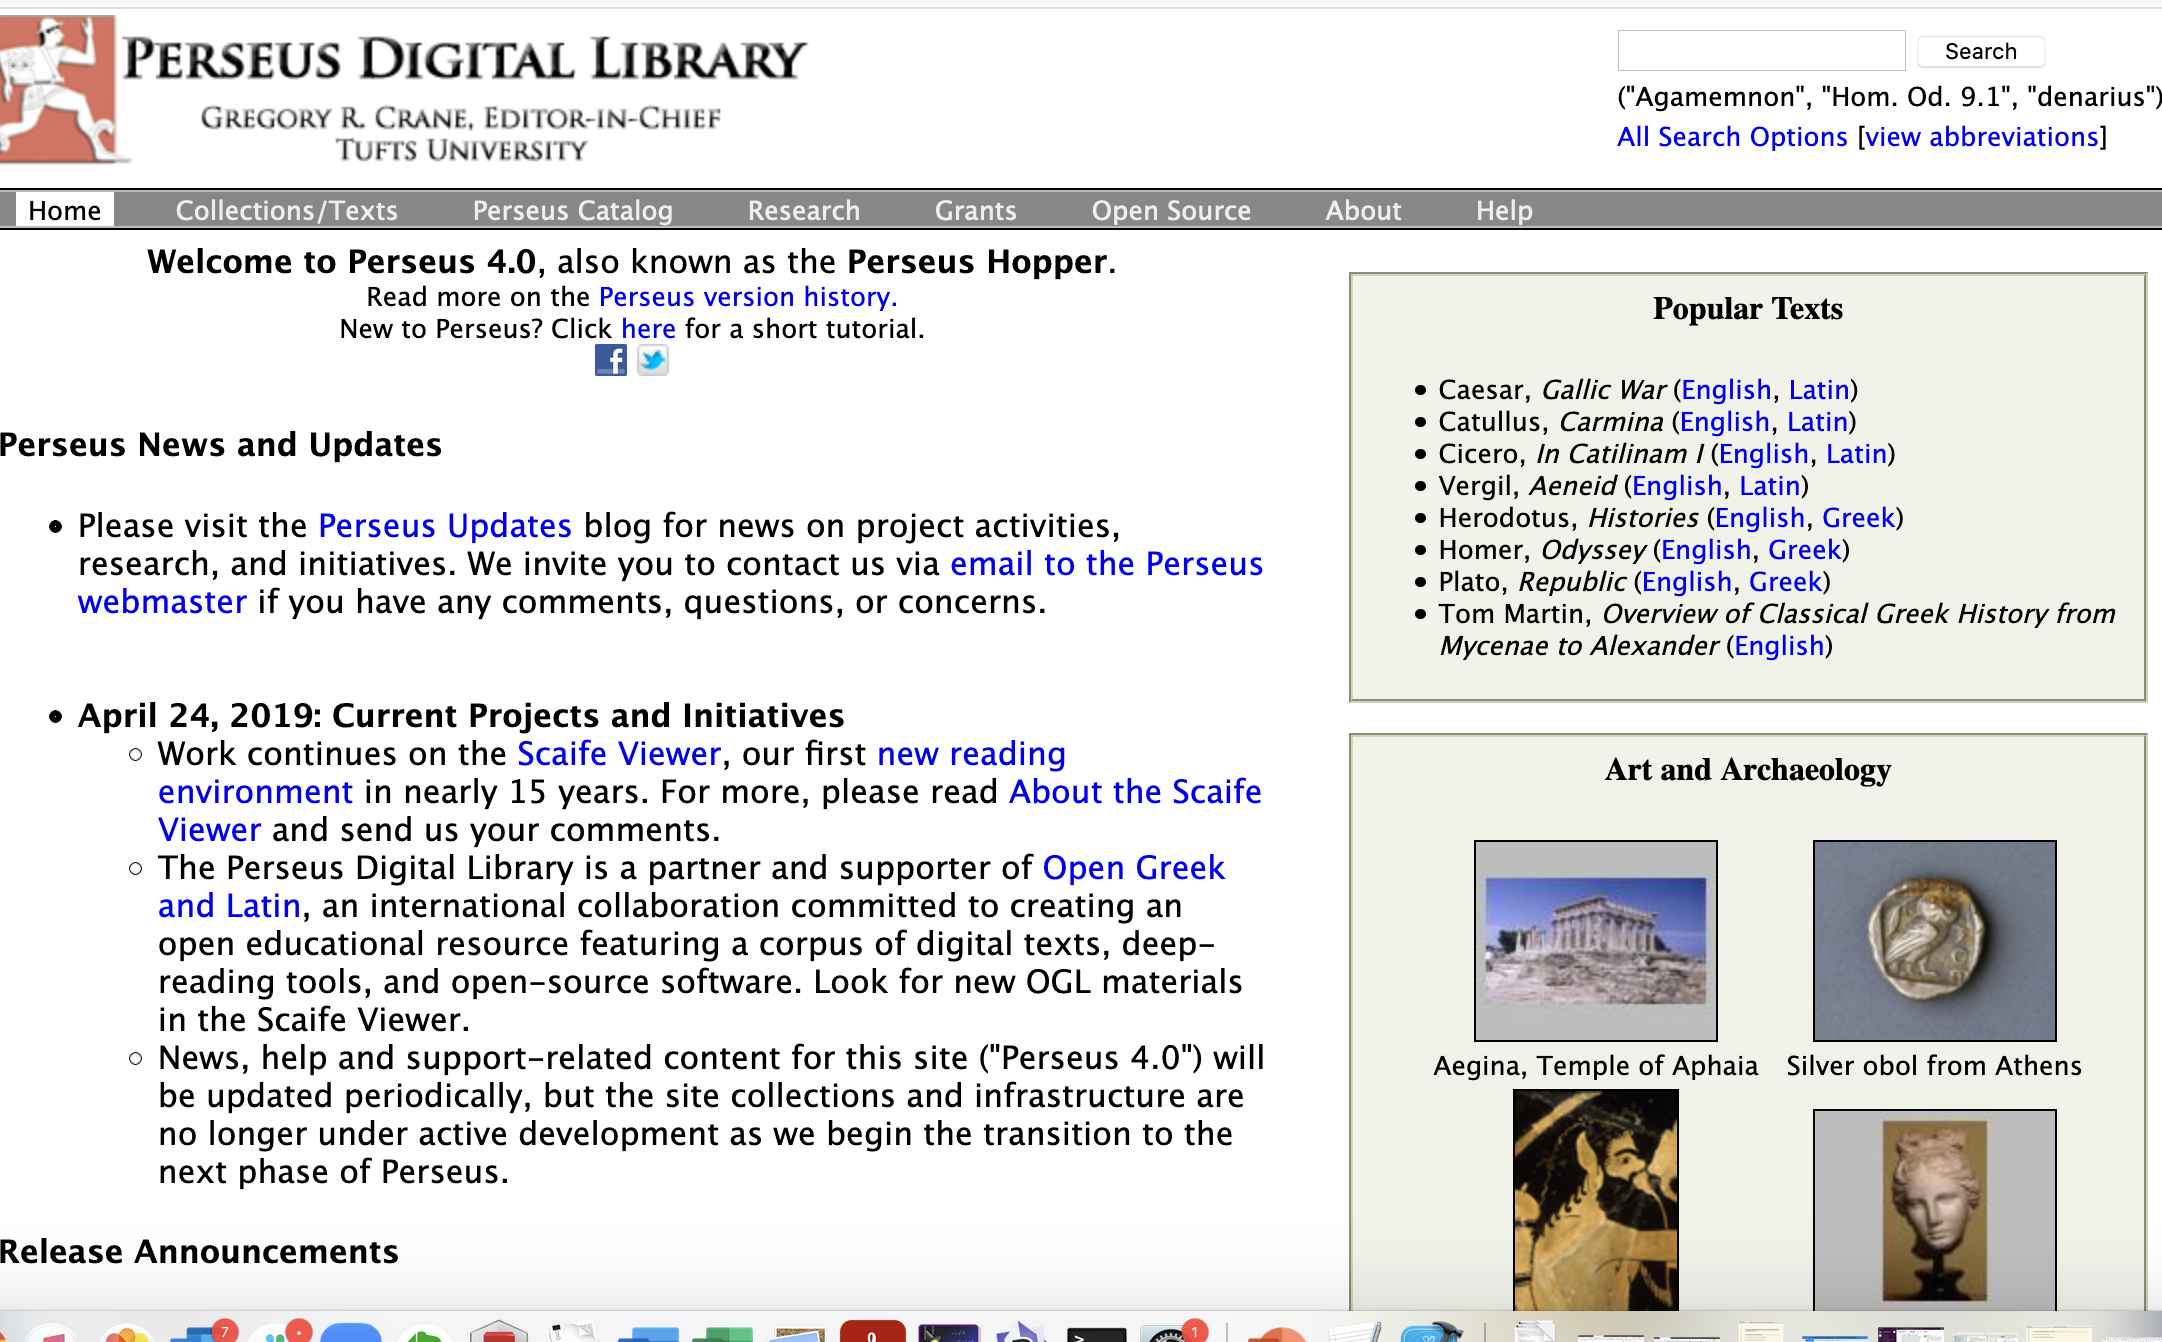 PERSEUS DIGITAL LIBRARY
GREGORY R. CRANE, EDITOR-IN-CHIEF
TUFTS UNIVERSITY
Search
("Agamemnon", "Hom. Od. 9.1", "denarius")
All Search Options [view abbreviations]
Home Collections/Texts Perseus Catalog Research Grants Open Source About Help
Welcome to Perseus 4.0, also known as the Perseus Hopper.
Read more on the Perseus version history.
New to Perseus? Click here for a short tutorial.
f
Perseus News and Updates
• Please visit the Perseus Updates blog for news on project activities,
research, and initiatives. We invite you to contact us via email to the Perseus
webmaster if you have any comments, questions, or concerns.
• April 24, 2019: Current Projects and Initiatives
○ Work continues on the Scaife Viewer, our first new reading
environment in nearly 15 years. For more, please read About the Scaife
Viewer and send us your comments.
○ The Perseus Digital Library is a partner and supporter of Open Greek
and Latin, an international collaboration committed to creating an
open educational resource featuring a corpus of digital texts, deep-
reading tools, and open-source software. Look for new OGL materials
in the Scaife Viewer.
○ News, help and support-related content for this site ("Perseus 4.0") will
be updated periodically, but the site collections and infrastructure are
no longer under active development as we begin the transition to the
next phase of Perseus.
Release Announcements
Popular Texts
• Caesar, Gallic War (English, Latin)
• Catullus, Carmina (English, Latin)
• Cicero, In Catilinam I (English, Latin)
• Vergil, Aeneid (English, Latin)
• Herodotus, Histories (English, Greek)
• Homer, Odyssey (English, Greek)
• Plato, Republic (English, Greek)
• Tom Martin, Overview of Classical Greek History from
Mycenae to Alexander (English)
Art and Archaeology
Aegina, Temple of Aphaia
Silver obol from Athens
7
1